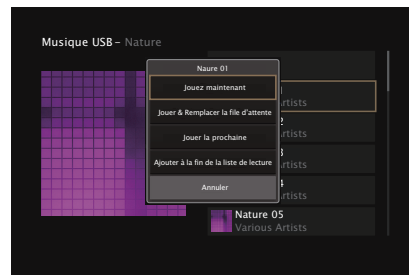 Musique USB – Nature
Naure 01
Jouez maintenant
Jouer & Remplacer la file d'attente
Jouer la prochaine
Ajouter à la fin de la liste de lecture
Annuler
Nature 05
Various Artists